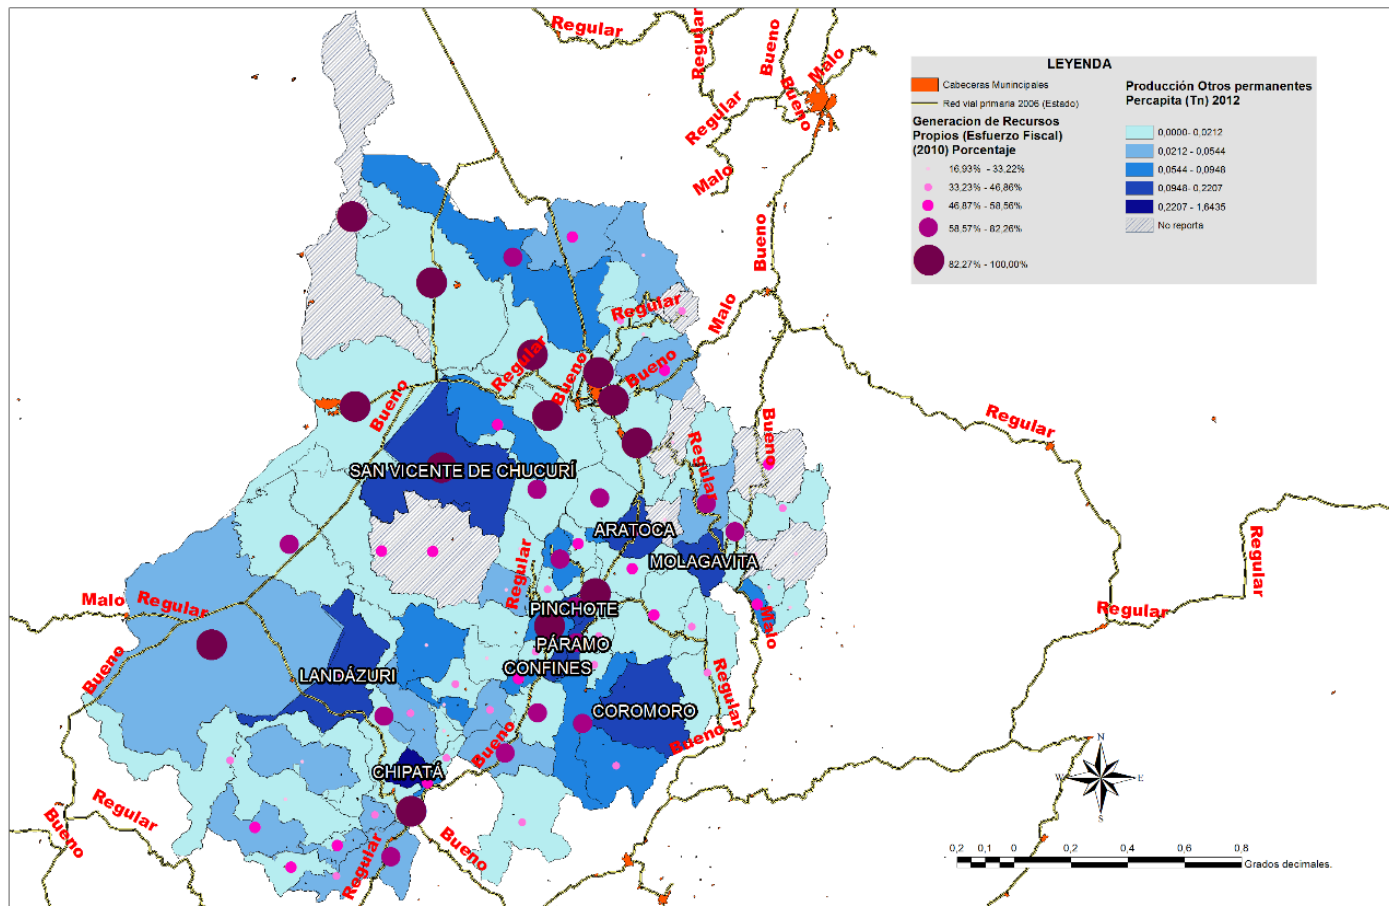 Regular
Regular
Bueno
Malo
Bueno
Regular
Malo
Bueno
LEYENDA
Cabeceras Munincipales
Red vial primaria 2006 (Estado)
Generacion de Recursos
Propios (Esfuerzo Fiscal)
(2010) Porcentaje
16,93% - 33,22%
33,23% - 46,86%
46,87% - 58,56%
58,57% - 82,26%
82,27% - 100,00%
Producción Otros permanentes
Percapita (Tn) 2012
0,0000- 0,0212
0,0212 - 0,0544
0,0544 - 0,0948
0,0948- 0,2207
0,2207 - 1,6435
No reporta
Regular
Malo
Regular
Bueno
Bueno
Bueno
Bueno
Regular
Regular
SAN VICENTE DE CHUCURÍ
ARATOCA
MOLAGAVITA
Regular
Regular
Malo
Regular
PINCHOTE
Malo
Regular
PÁRAMO
CONFINES
Bueno
LANDÁZURI
Regular
COROMORO
Bueno
Bueno
CHIPATÁ
Regular
Bueno
Regular
Bueno
N
W
E
S
0,2 0,1 0 0,2 0,4 0,6 0,8
Grados decimales.